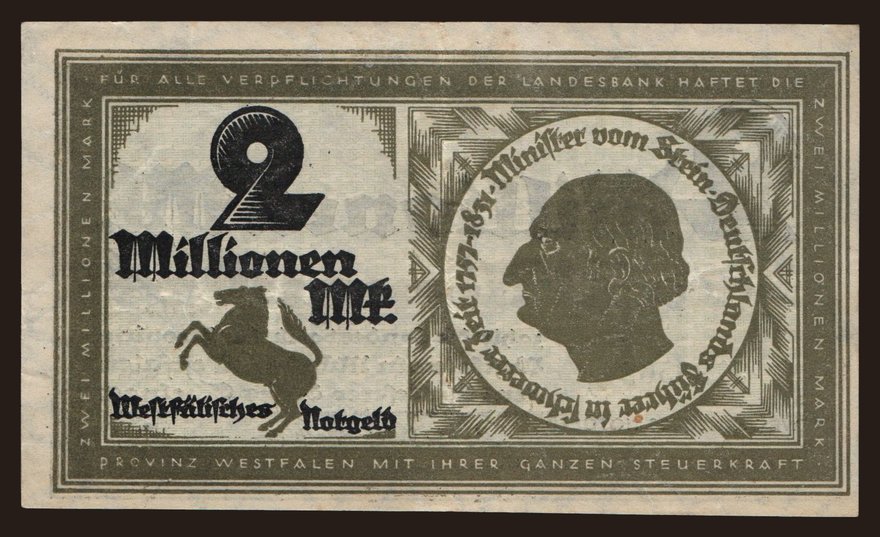 FÜR ALLE VERPFLICHTUNGEN DER LANDESBANK HAFTET DIE
ZWEI MILLIONEN MARK
2
Millionen
Mk.
Westfälisches
Notgeld
Minister vom Stein · Deutschlands Führer in schwerer Zeit 1757-1831 ·
ZWEI MILLIONEN MARK
PROVINZ WESTFALEN MIT IHRER GANZEN STEUERKRAFT